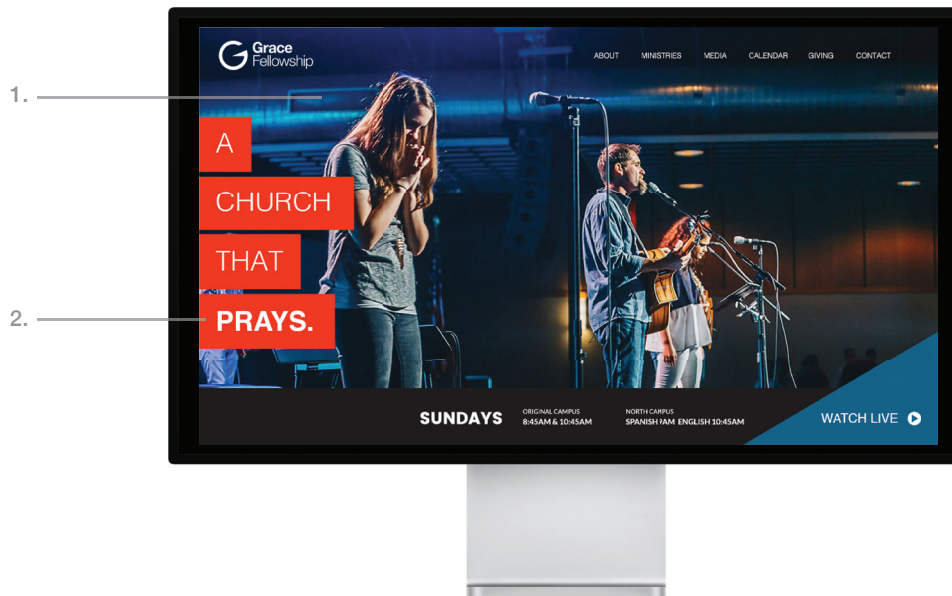 1.
Grace
Fellowship
ABOUT MINISTRIES MEDIA CALENDAR GIVING CONTACT
A
CHURCH
THAT
2.
PRAYS.
SUNDAYS
ORIGINAL CAMPUS
8:45AM & 10:45AM
NORTH CAMPUS
SPANISH AM ENGLISH 10:45AM
WATCH LIVE